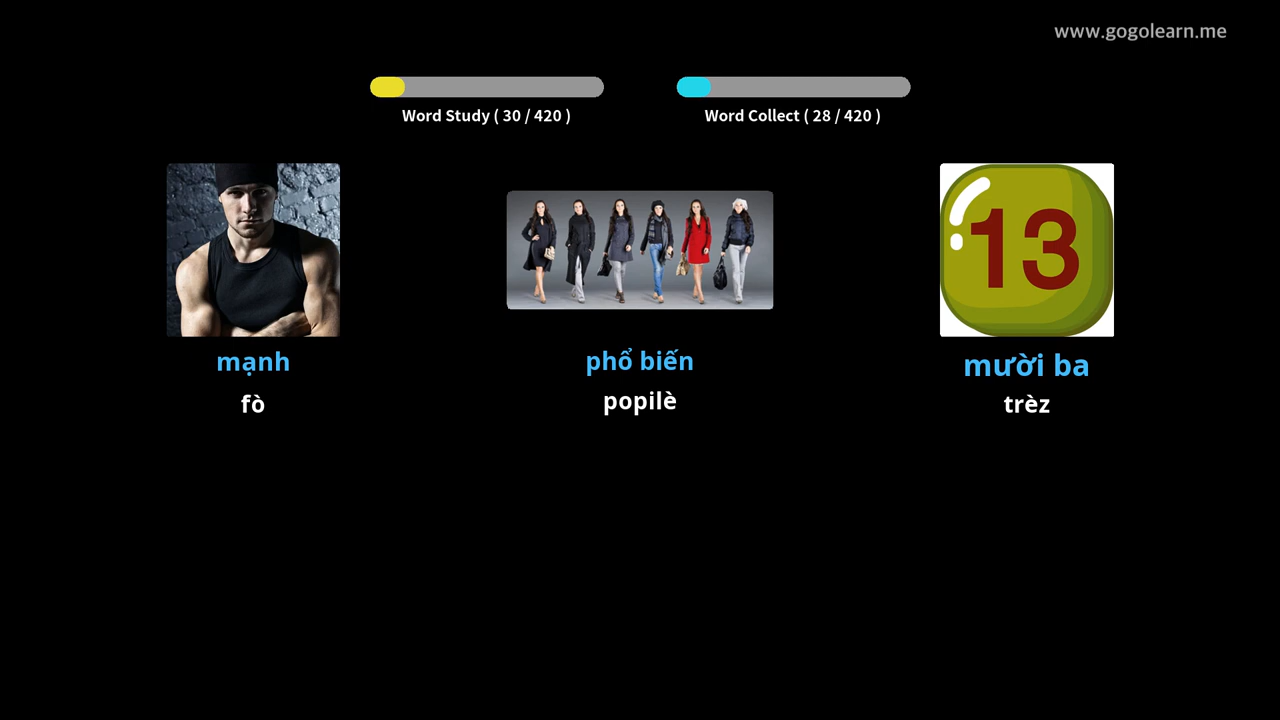 www.gogolearn.me
Word Study ( 30 / 420 )
Word Collect ( 28 / 420 )
13
mạnh
phổ biến
mười ba
fò
popilè
trèz